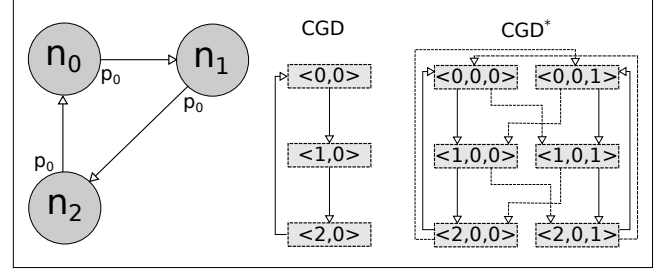 CGD
CGD*
n₀
n₁
n₂
p₀
p₀
p₀
<0,0>
<1,0>
<2,0>
<0,0,0> <0,0,1>
<1,0,0> <1,0,1>
<2,0,0> <2,0,1>